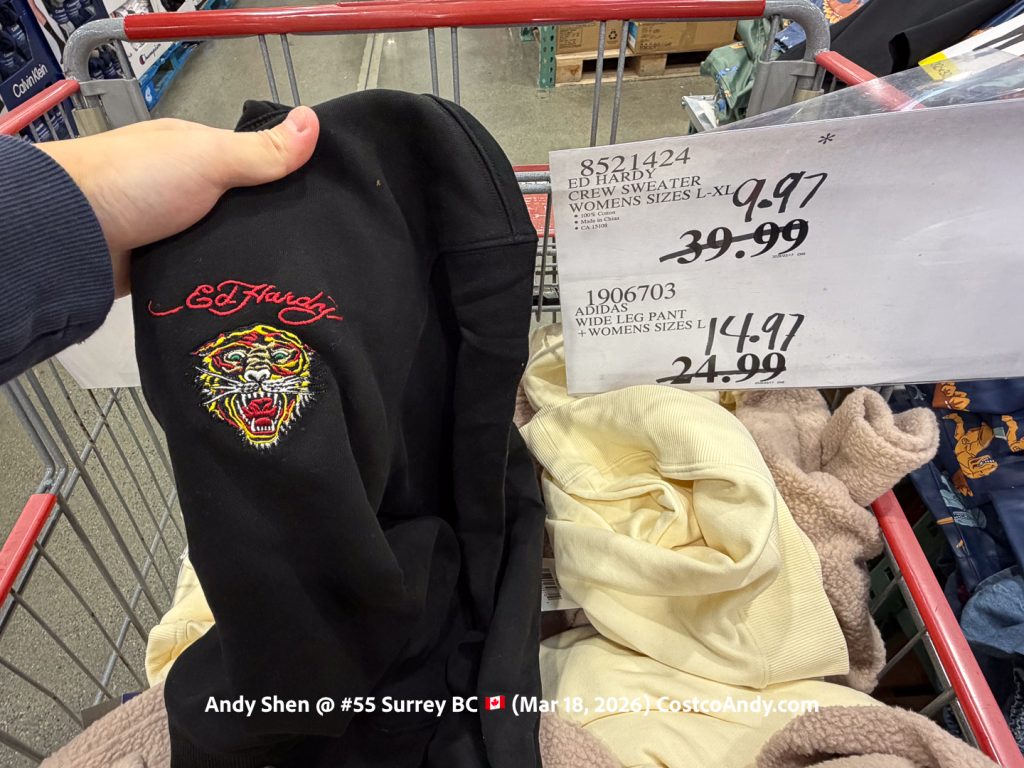 Calvin Klein
Ed Hardy
*
8521424
ED HARDY
CREW SWEATER
WOMENS SIZES L-XL
9.97
• 100% Cotton
• Made in China
• CA 15108
39.99
1906703
ADIDAS
WIDE LEG PANT
+WOMENS SIZES L
14.97
24.99
Andy Shen @ #55 Surrey BC 🇨🇦 (Mar 18, 2026) CostcoAndy.com